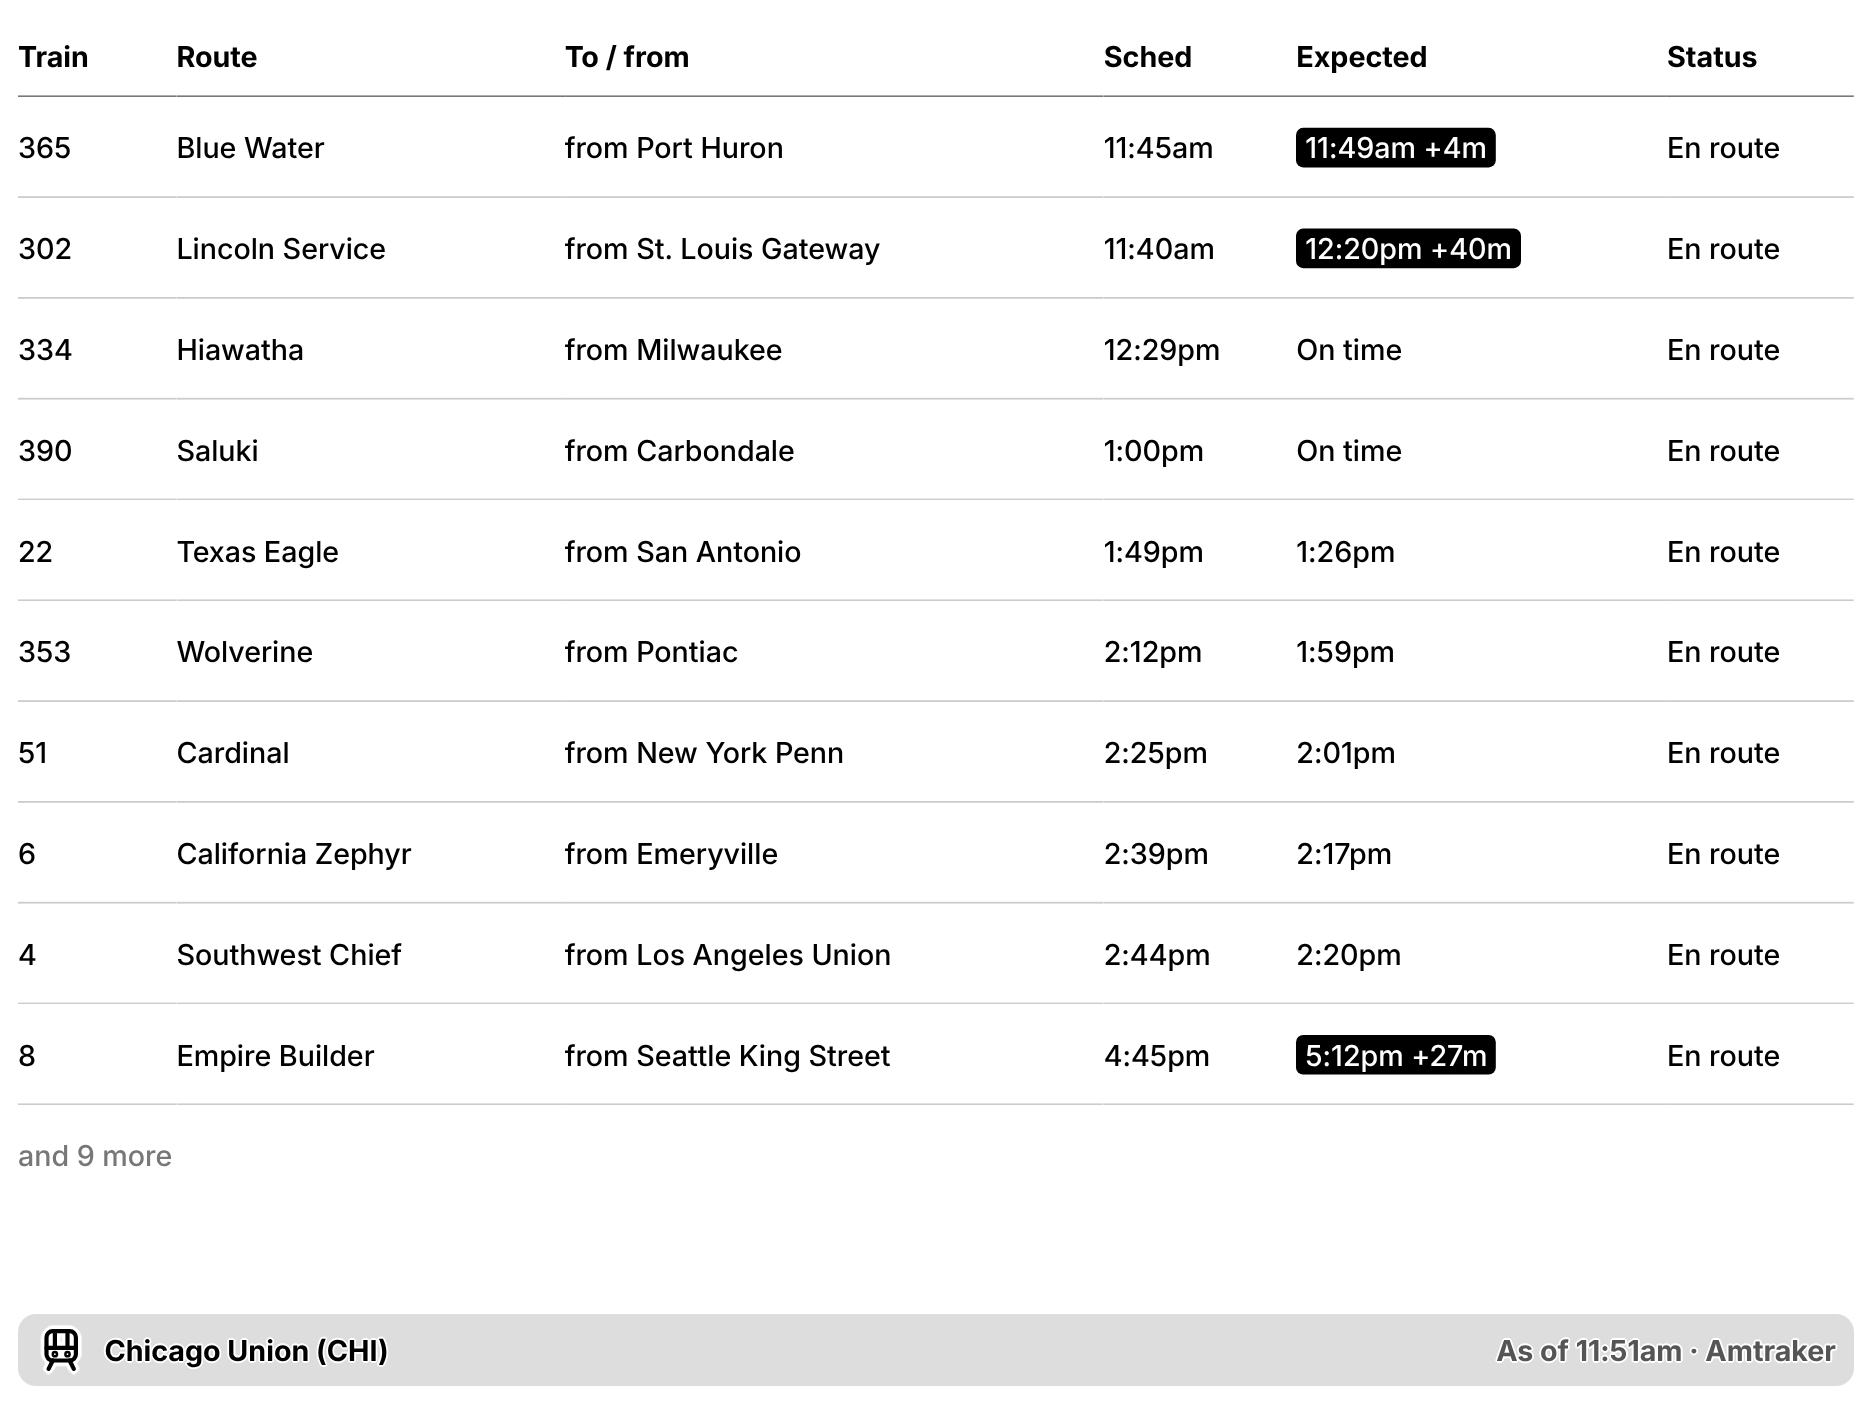 Train Route To / from Sched Expected Status
365 Blue Water from Port Huron 11:45am 11:49am +4m En route
302 Lincoln Service from St. Louis Gateway 11:40am 12:20pm +40m En route
334 Hiawatha from Milwaukee 12:29pm On time En route
390 Saluki from Carbondale 1:00pm On time En route
22 Texas Eagle from San Antonio 1:49pm 1:26pm En route
353 Wolverine from Pontiac 2:12pm 1:59pm En route
51 Cardinal from New York Penn 2:25pm 2:01pm En route
6 California Zephyr from Emeryville 2:39pm 2:17pm En route
4 Southwest Chief from Los Angeles Union 2:44pm 2:20pm En route
8 Empire Builder from Seattle King Street 4:45pm 5:12pm +27m En route
and 9 more
Chicago Union (CHI) As of 11:51am · Amtraker